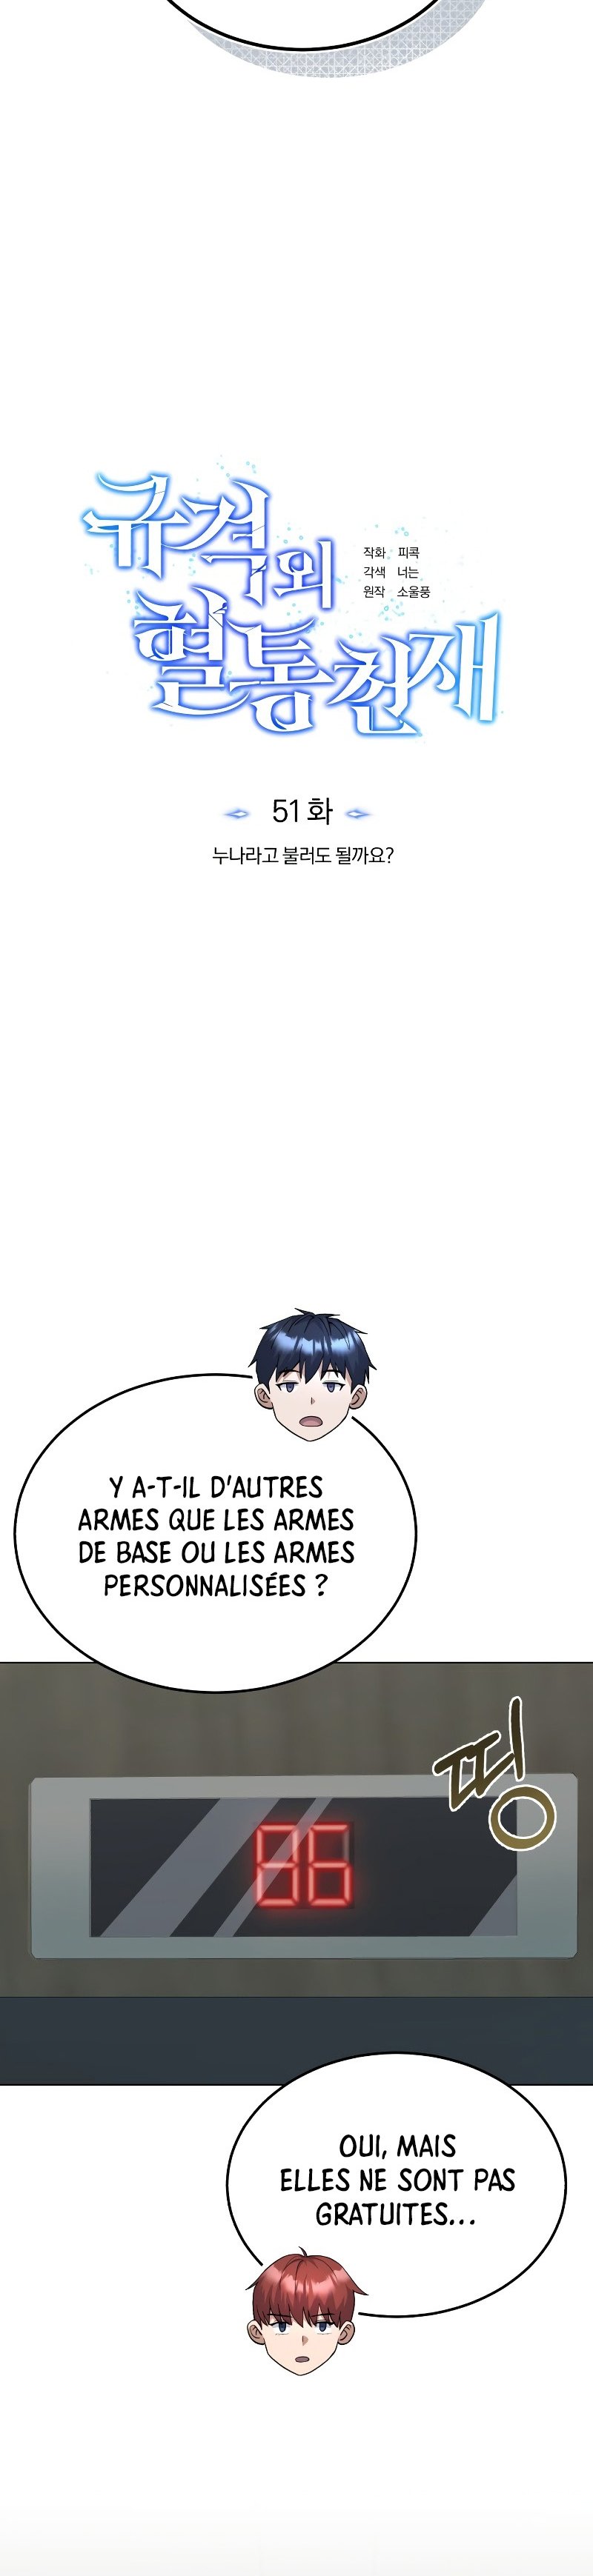 규격외
혈통천재
작화 피콕
각색 너는
원작 소울풍
51화
누나라고 불러도 될까요?
Y A-T-IL D'AUTRES
ARMES QUE LES ARMES
DE BASE OU LES ARMES
PERSONNALISÉES ?
띵
86
OUI, MAIS
ELLES NE SONT PAS
GRATUITES...